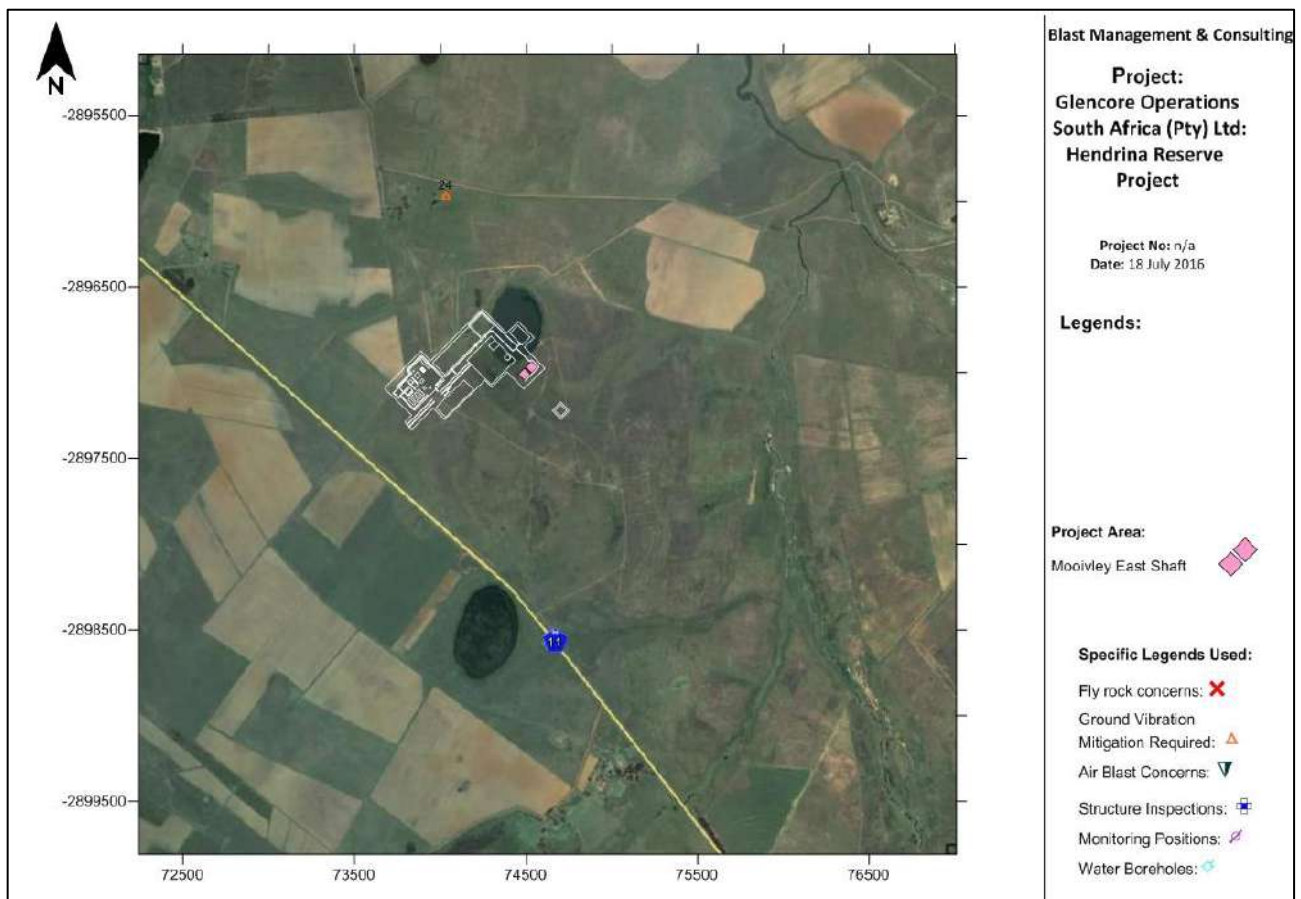 N
-2895500
-2896500
-2897500
-2898500
-2899500
72500
73500
74500
75500
76500
24
11
Blast Management & Consulting
Project:
Glencore Operations
South Africa (Pty) Ltd:
Hendrina Reserve
Project
Project No: n/a
Date: 18 July 2016
Legends:
Project Area:
Mooivley East Shaft
Specific Legends Used:
Fly rock concerns:
Ground Vibration
Mitigation Required:
Air Blast Concerns:
Structure Inspections:
Monitoring Positions:
Water Boreholes: